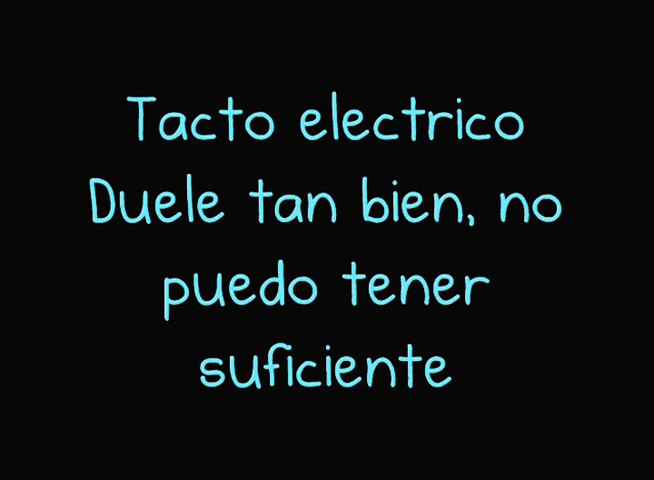 Tacto electrico
Duele tan bien, no
puedo tener
suficiente